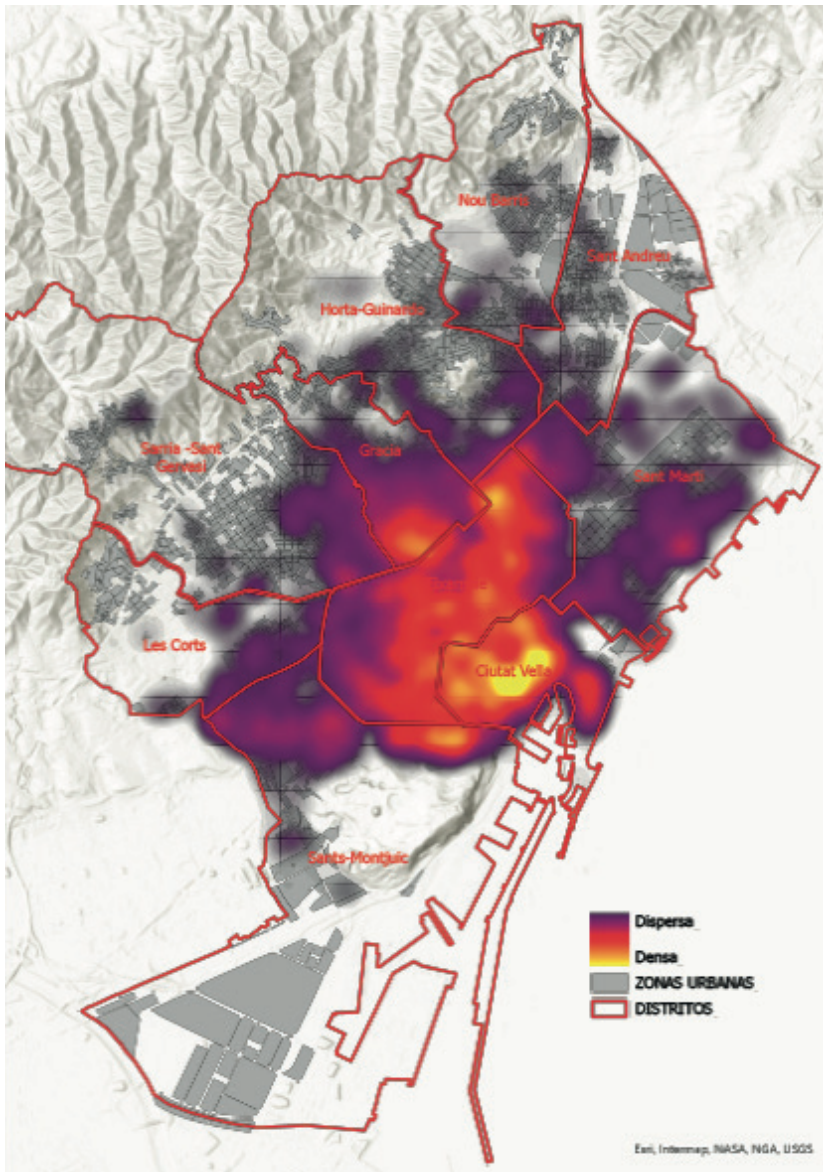 Nou Barris
Sant Andreu
Horta-Guinardo
Sarria -Sant
Gervasi
Gracia
Sant Marti
Ciutat Vella
Les Corts
Sants-Montjuic
Dispersa
Densa
ZONAS URBANAS
DISTRITOS
Esri, Intermap, NASA, NGA, USGS